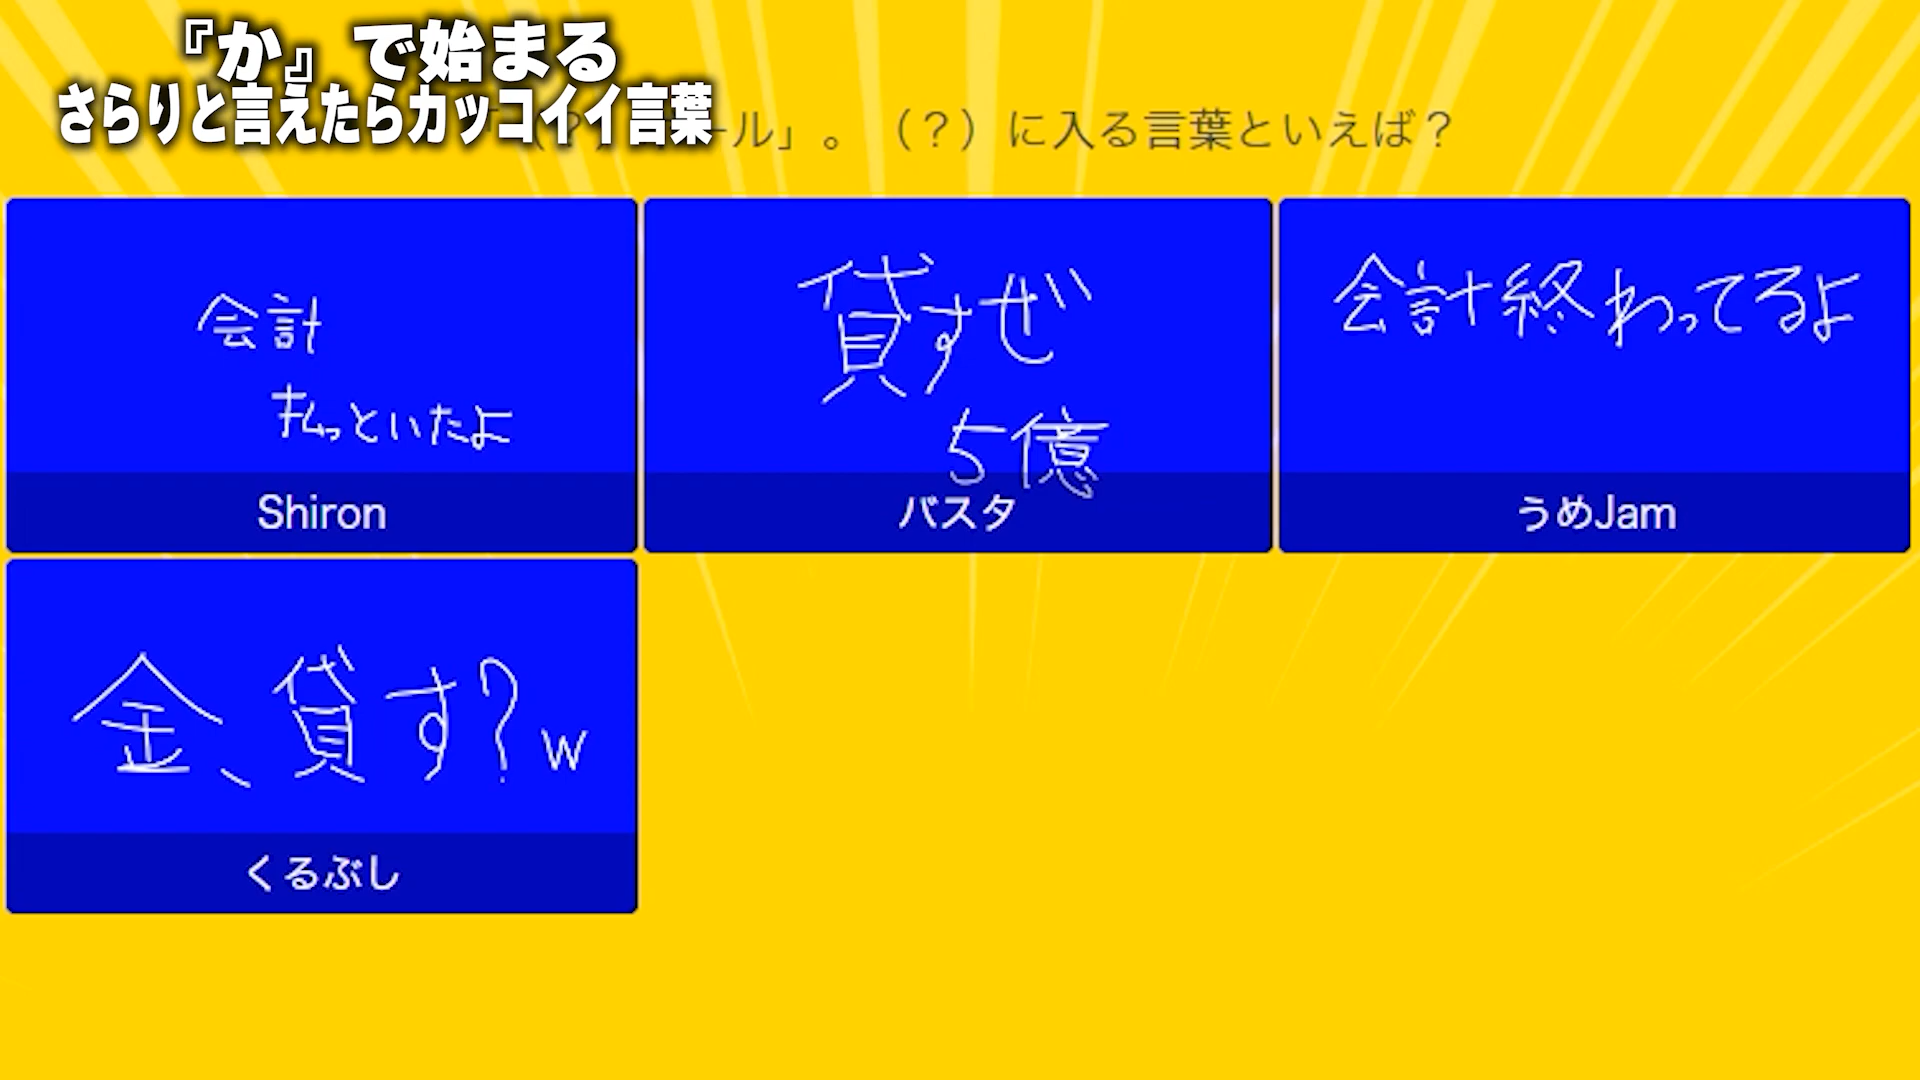 『か』で始まる
さらりと言えたらカッコイイ言葉
ール」。（？）に入る言葉といえば？
会計
払っといたよ
Shiron
貸すぜ
5億
バスタ
会計終わってるよ
うめJam
金、貸す？w
くるぶし